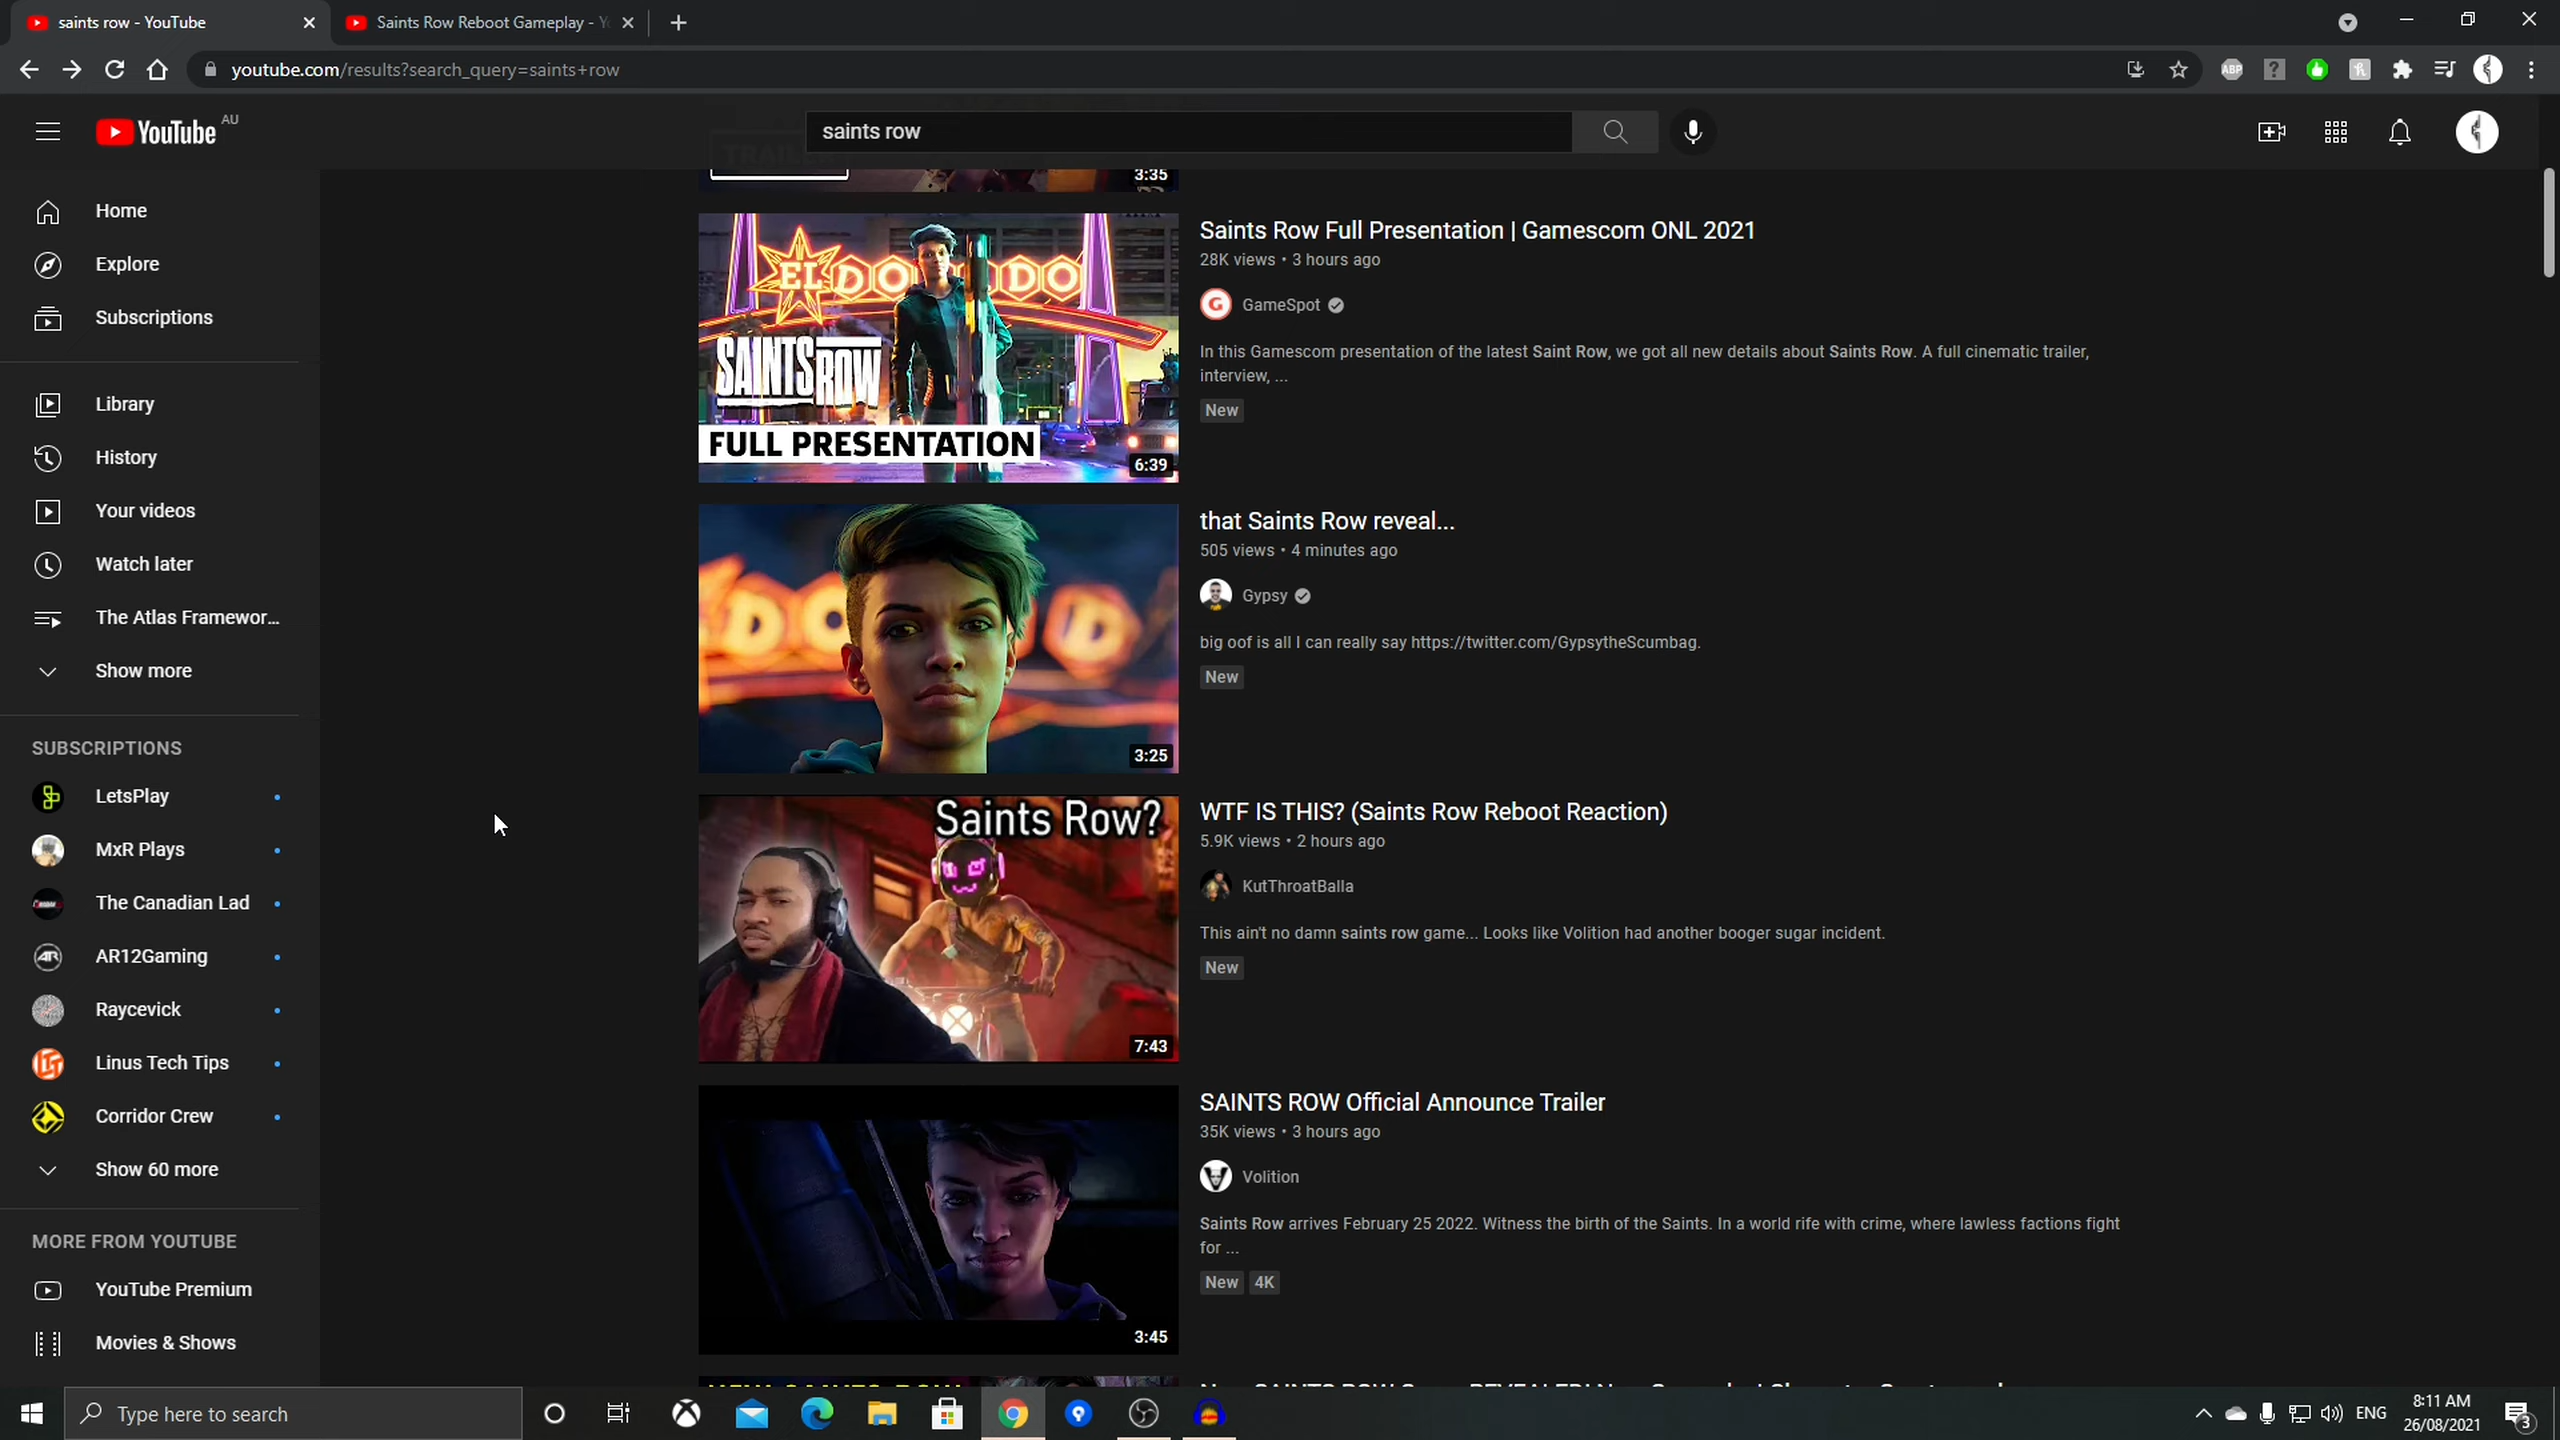 saints row - YouTube
Saints Row Reboot Gameplay - Y
youtube.com/results?search_query=saints+row
ABP
YouTube
AU
saints row
Home
Explore
Subscriptions
Library
History
Your videos
Watch later
The Atlas Framewor...
Show more
SUBSCRIPTIONS
LetsPlay
MxR Plays
The Canadian Lad
AR12Gaming
Raycevick
Linus Tech Tips
Corridor Crew
Show 60 more
MORE FROM YOUTUBE
YouTube Premium
Movies & Shows
TRAILER
3:35
EL DO DO
SAINTS ROW
FULL PRESENTATION
6:39
Saints Row Full Presentation | Gamescom ONL 2021
28K views • 3 hours ago
GameSpot
In this Gamescom presentation of the latest Saint Row, we got all new details about Saints Row. A full cinematic trailer,
interview, ...
New
3:25
that Saints Row reveal...
505 views • 4 minutes ago
Gypsy
big oof is all I can really say https://twitter.com/GypsytheScumbag.
New
Saints Row?
7:43
WTF IS THIS? (Saints Row Reboot Reaction)
5.9K views • 2 hours ago
KutThroatBalla
This ain't no damn saints row game... Looks like Volition had another booger sugar incident.
New
3:45
SAINTS ROW Official Announce Trailer
35K views • 3 hours ago
Volition
Saints Row arrives February 25 2022. Witness the birth of the Saints. In a world rife with crime, where lawless factions fight
for ...
New 4K
Type here to search
ENG
8:11 AM
26/08/2021
3